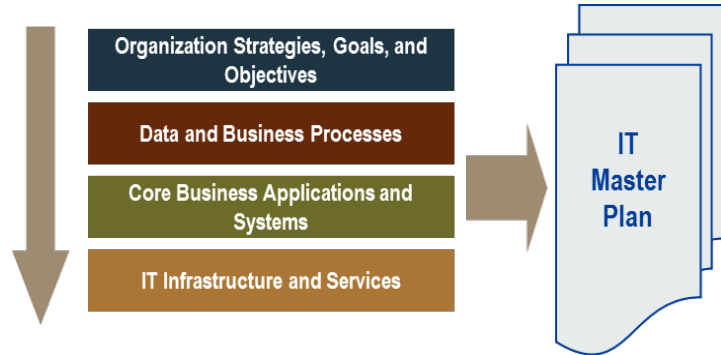 Organization Strategies, Goals, and
Objectives
Data and Business Processes
Core Business Applications and
Systems
IT Infrastructure and Services
IT
Master
Plan